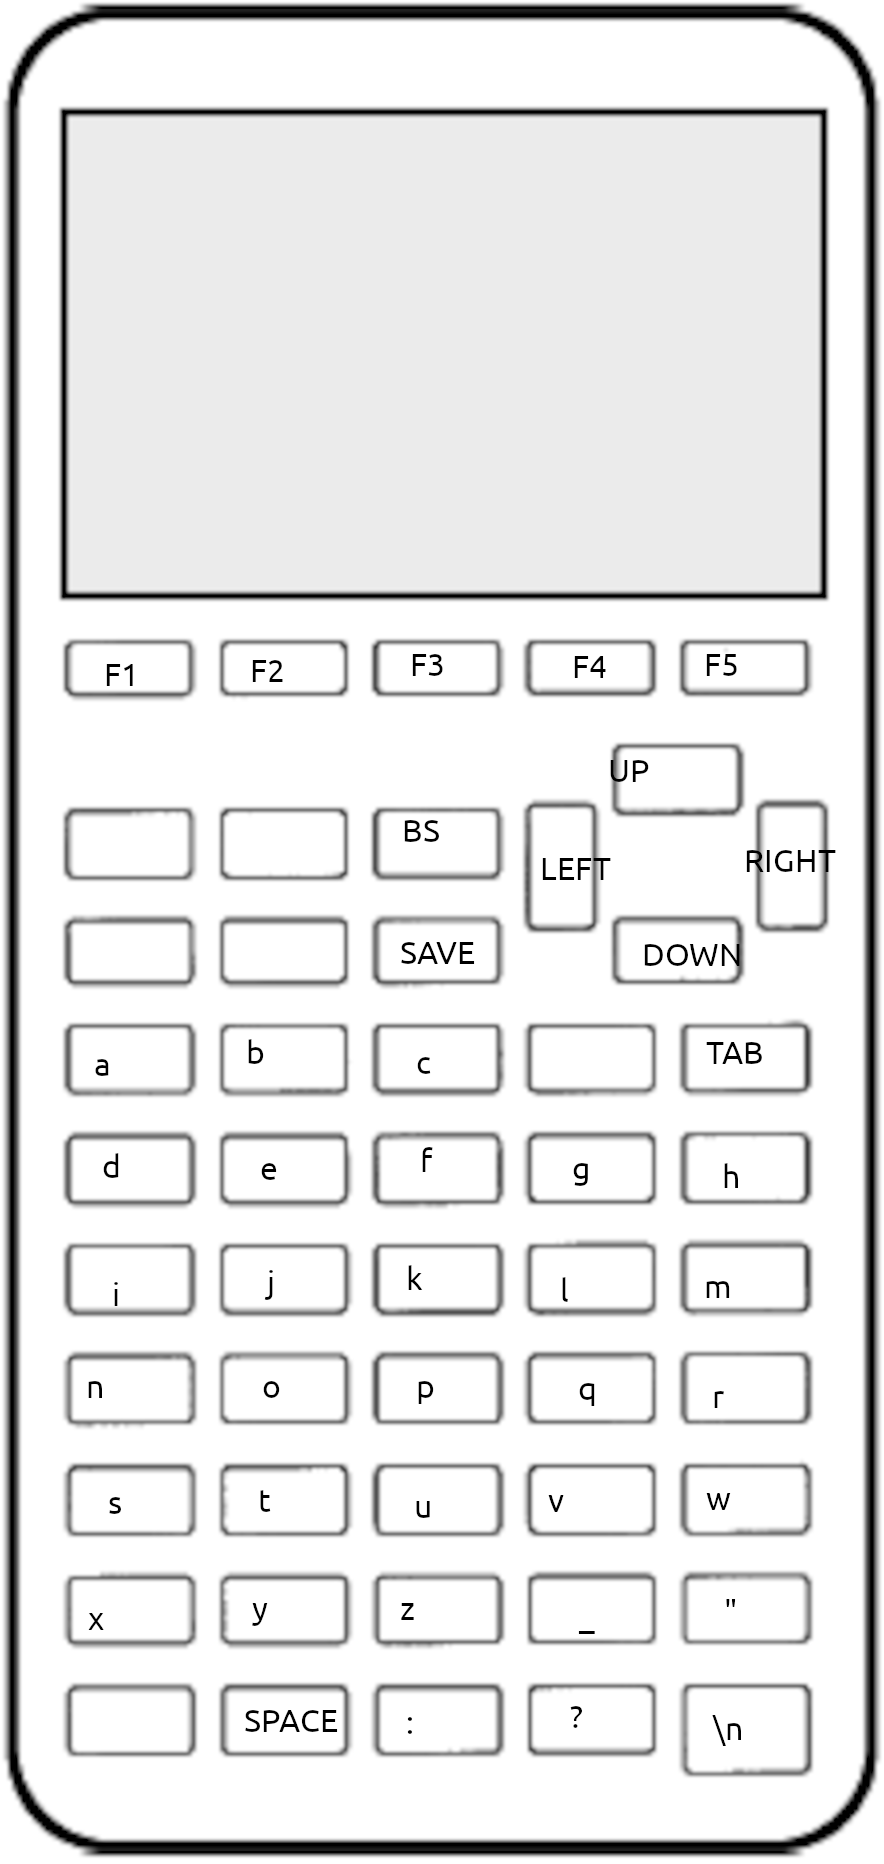 F1 F2 F3 F4 F5
UP
BS LEFT RIGHT
SAVE DOWN
a b c TAB
d e f g h
i j k l m
n o p q r
s t u v w
x y z _ "
SPACE : ? \n